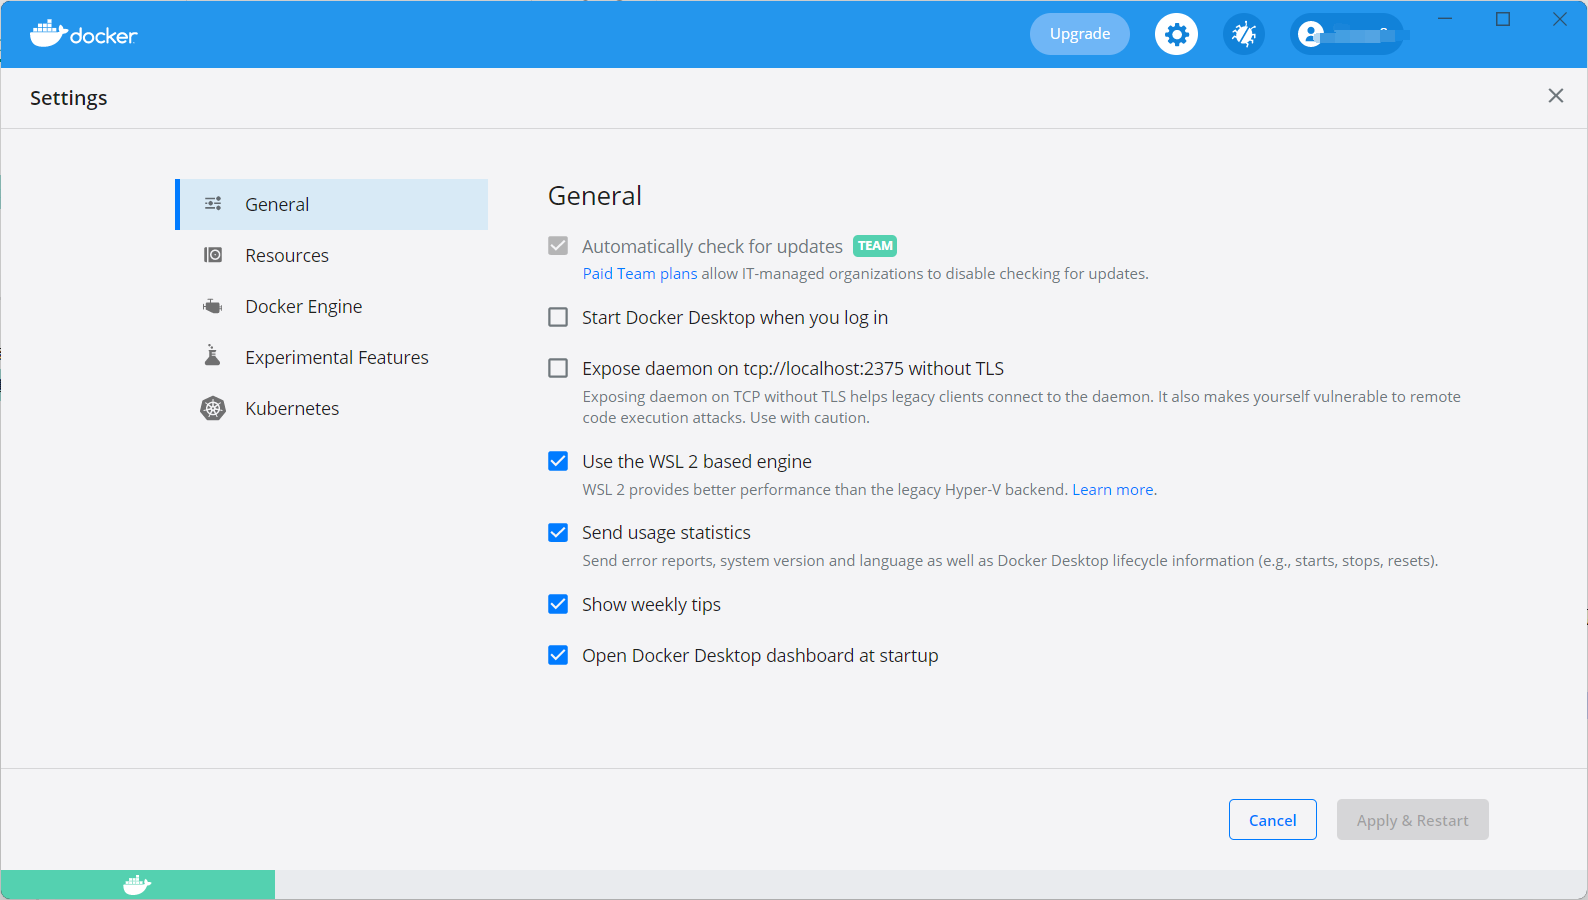 docker
Upgrade
Settings
General
Resources
Docker Engine
Experimental Features
Kubernetes
General
Automatically check for updates TEAM
Paid Team plans allow IT-managed organizations to disable checking for updates.
Start Docker Desktop when you log in
Expose daemon on tcp://localhost:2375 without TLS
Exposing daemon on TCP without TLS helps legacy clients connect to the daemon. It also makes yourself vulnerable to remote
code execution attacks. Use with caution.
Use the WSL 2 based engine
WSL 2 provides better performance than the legacy Hyper-V backend. Learn more.
Send usage statistics
Send error reports, system version and language as well as Docker Desktop lifecycle information (e.g., starts, stops, resets).
Show weekly tips
Open Docker Desktop dashboard at startup
Cancel
Apply & Restart